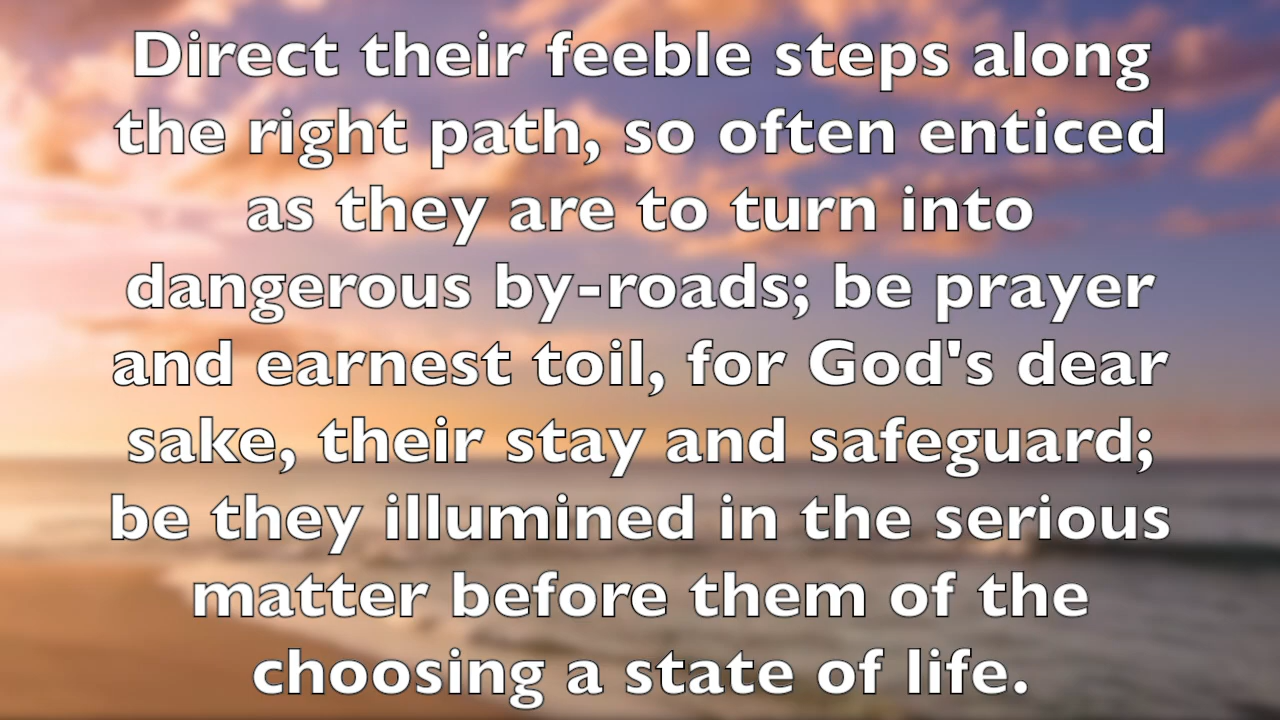 Direct their feeble steps along
the right path, so often enticed
as they are to turn into
dangerous by-roads; be prayer
and earnest toil, for God's dear
sake, their stay and safeguard;
be they illumined in the serious
matter before them of the
choosing a state of life.